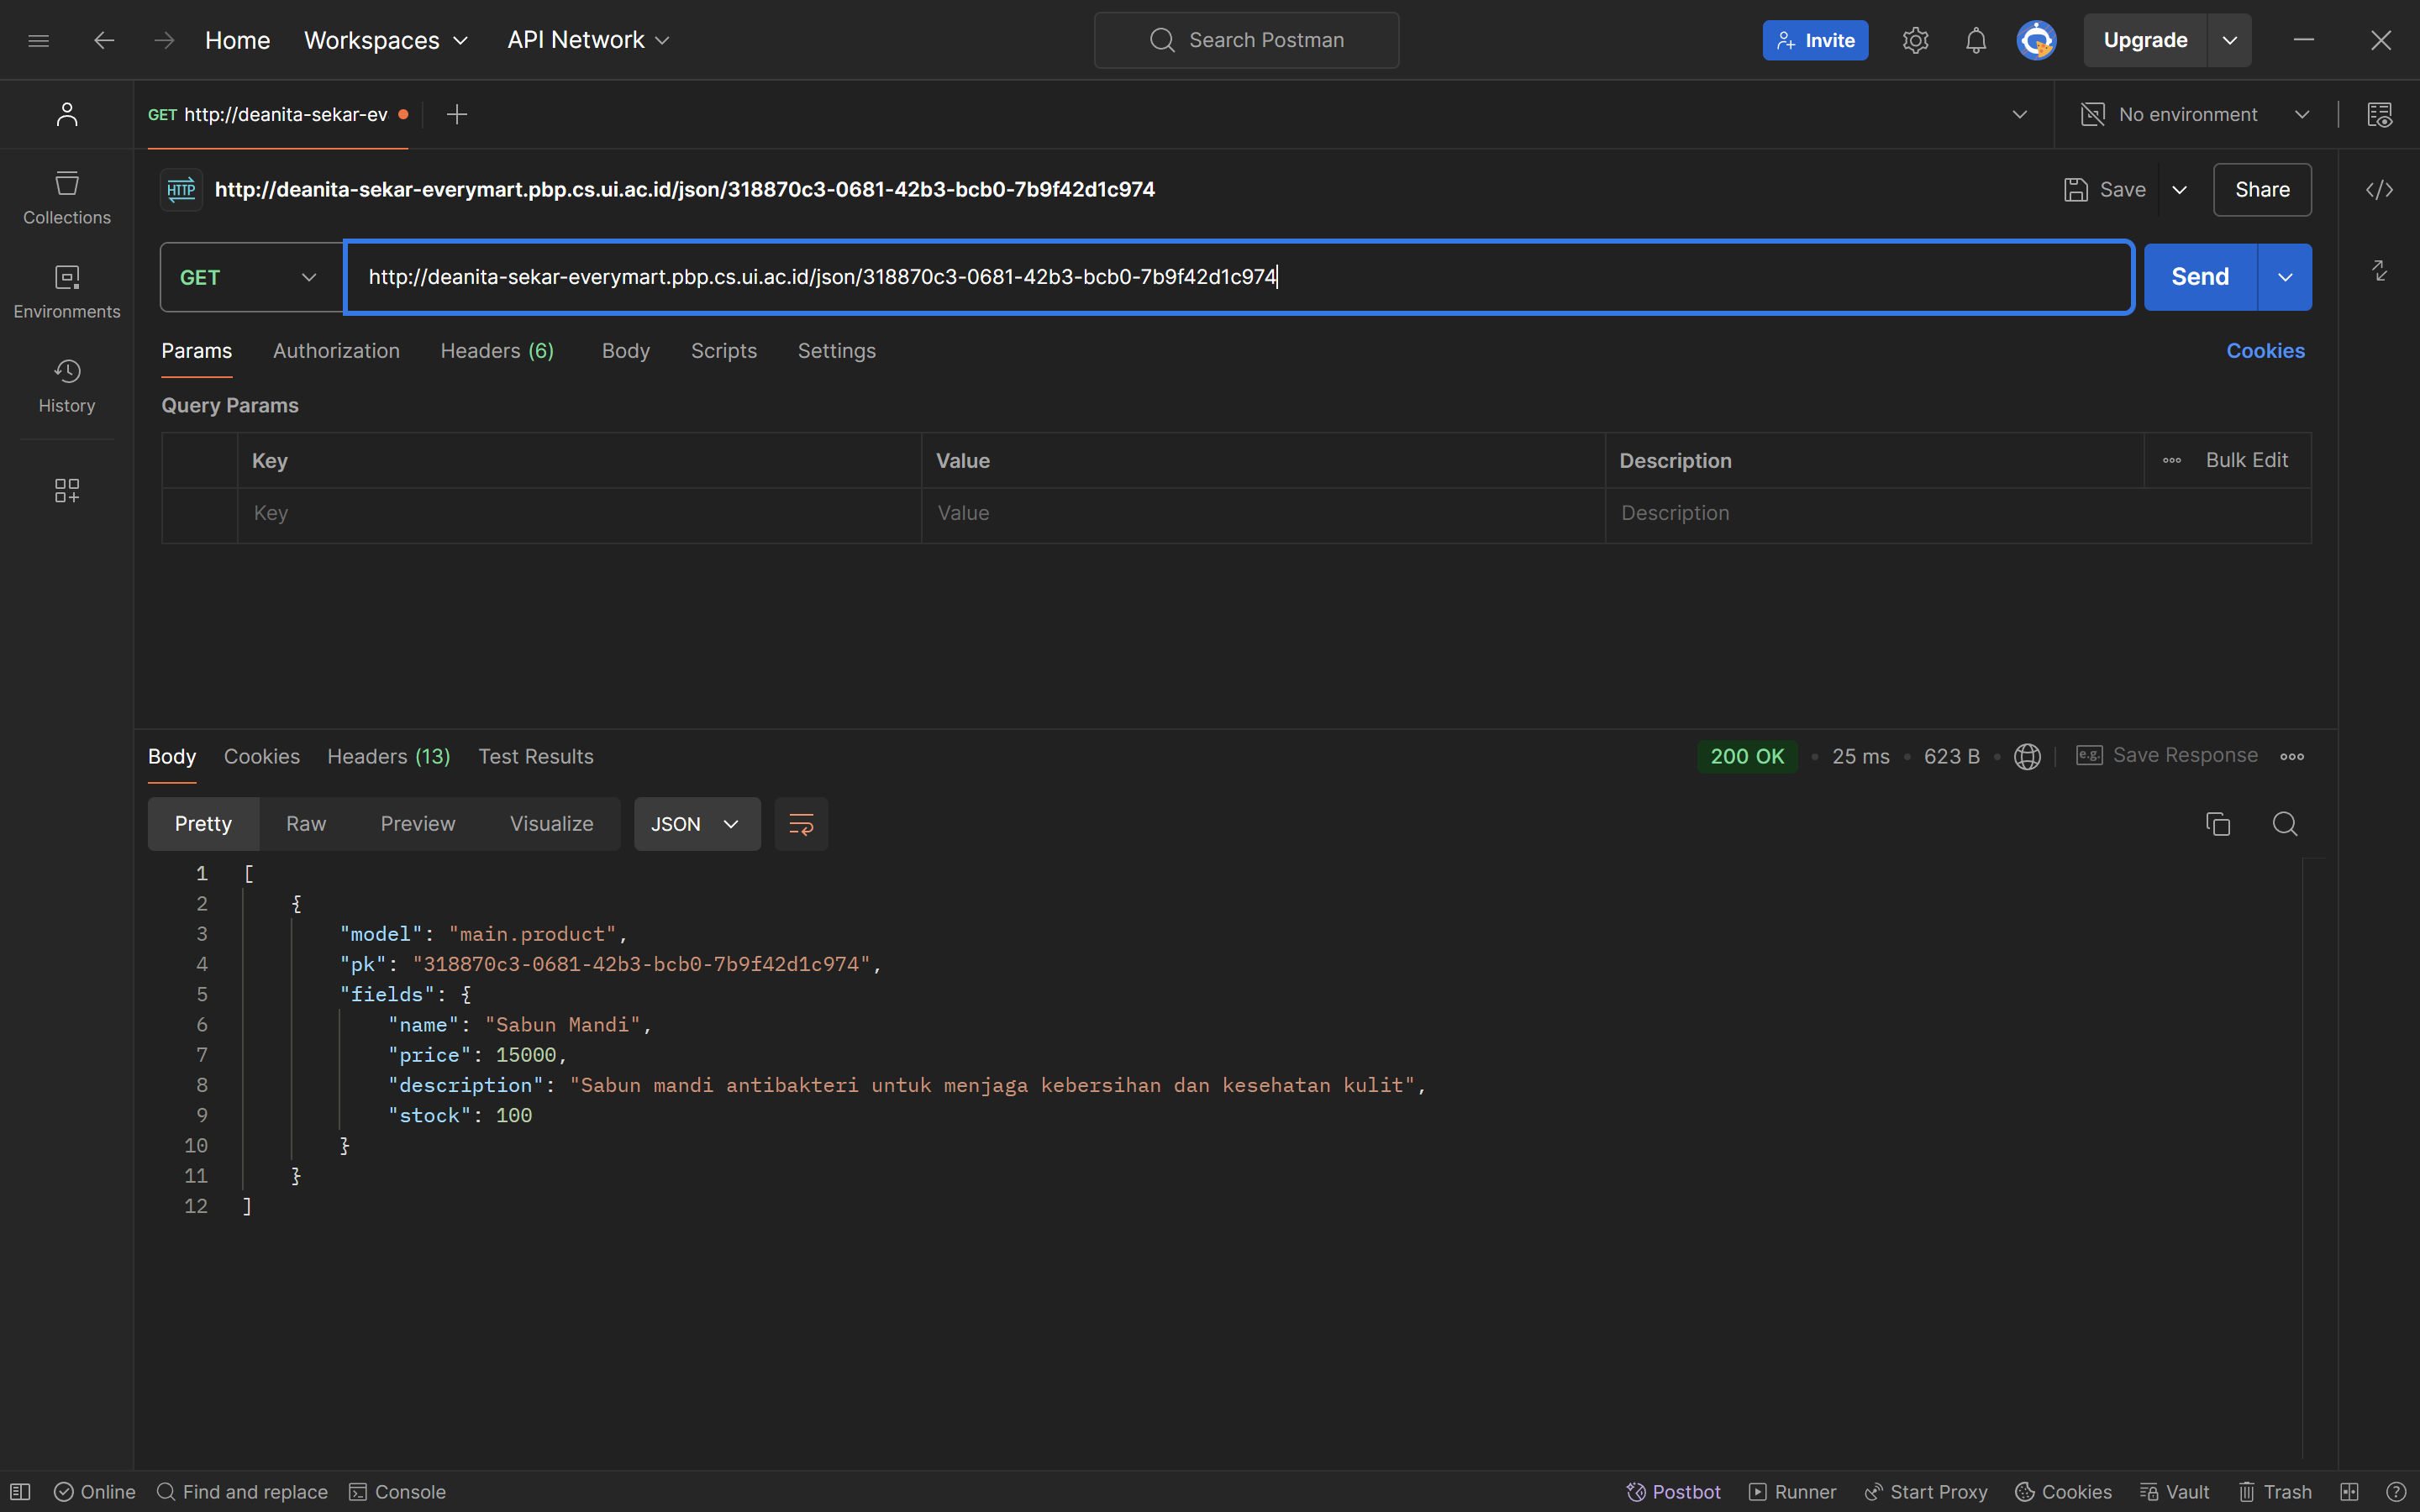 Home Workspaces API Network Search Postman Invite Upgrade
GET http://deanita-sekar-ev No environment
HTTP http://deanita-sekar-everymart.pbp.cs.ui.ac.id/json/318870c3-0681-42b3-bcb0-7b9f42d1c974 Save Share
Collections
GET http://deanita-sekar-everymart.pbp.cs.ui.ac.id/json/318870c3-0681-42b3-bcb0-7b9f42d1c974 Send
Environments
Params Authorization Headers (6) Body Scripts Settings Cookies
History
Query Params
Key Value Description Bulk Edit
Key Value Description
Body Cookies Headers (13) Test Results 200 OK 25 ms 623 B e.g. Save Response
Pretty Raw Preview Visualize JSON
1 [
2 {
3 "model": "main.product",
4 "pk": "318870c3-0681-42b3-bcb0-7b9f42d1c974",
5 "fields": {
6 "name": "Sabun Mandi",
7 "price": 15000,
8 "description": "Sabun mandi antibakteri untuk menjaga kebersihan dan kesehatan kulit",
9 "stock": 100
10 }
11 }
12 ]
Online Find and replace Console Postbot Runner Start Proxy Cookies Vault Trash